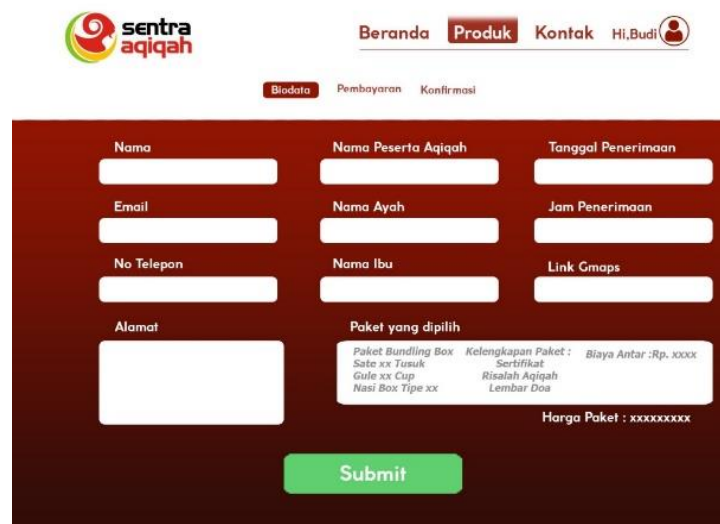 sentra
aqiqah
Beranda Produk Kontak Hi,Budi
Biodata Pembayaran Konfirmasi
Nama Nama Peserta Aqiqah Tanggal Penerimaan
Email Nama Ayah Jam Penerimaan
No Telepon Nama Ibu Link Gmaps
Alamat Paket yang dipilih
Paket Bundling Box Kelengkapan Paket : Biaya Antar :Rp. xxxx
Sate xx Tusuk Sertifikat
Gule xx Cup Risalah Aqiqah
Nasi Box Tipe xx Lembar Doa
Harga Paket : xxxxxxxxx
Submit